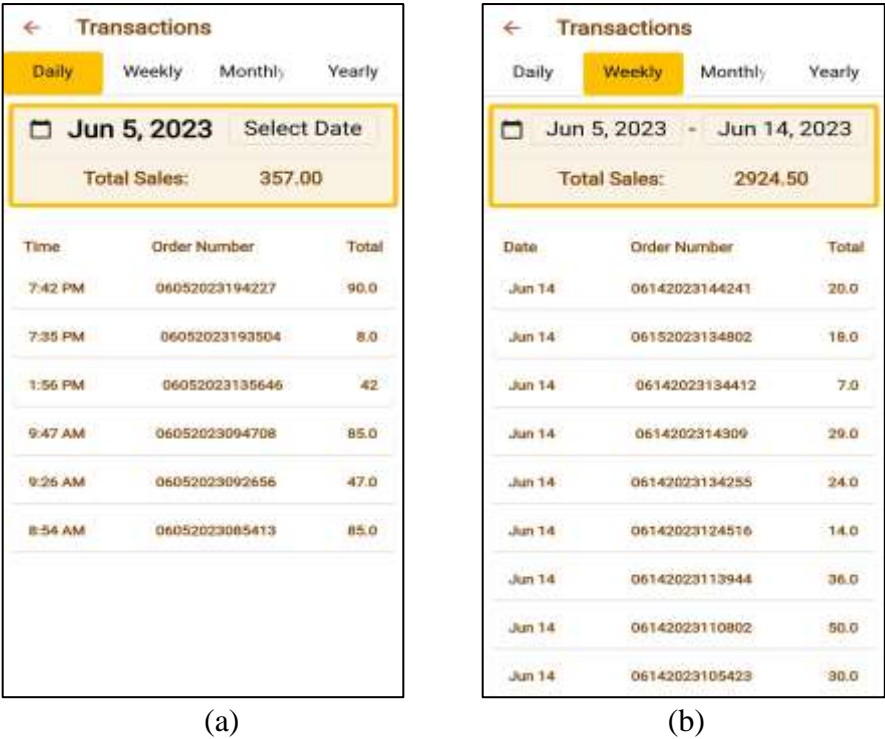 Transactions
Daily Weekly Monthly Yearly
Jun 5, 2023 Select Date
Total Sales: 357.00
Time Order Number Total
7:42 PM 06052023194227 90.0
7:35 PM 06052023193504 8.0
1:56 PM 06052023135646 42
9:47 AM 06052023094708 85.0
9:26 AM 06052023092656 47.0
8:54 AM 06052023085413 85.0
(a)
Transactions
Daily Weekly Monthly Yearly
Jun 5, 2023 - Jun 14, 2023
Total Sales: 2924.50
Date Order Number Total
Jun 14 06142023144241 20.0
Jun 14 06152023134802 18.0
Jun 14 06142023134412 7.0
Jun 14 0614202314309 29.0
Jun 14 06142023134255 24.0
Jun 14 06142023124516 14.0
Jun 14 06142023113944 36.0
Jun 14 06142023110802 50.0
Jun 14 06142023105423 30.0
(b)